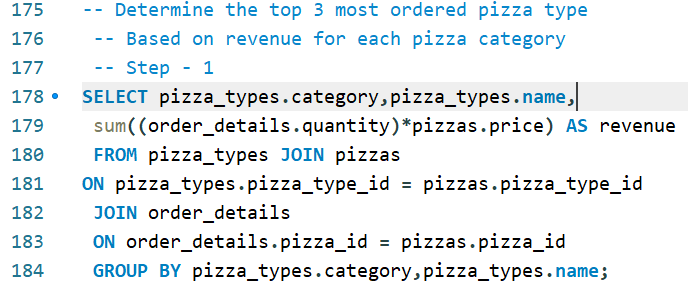 175 -- Determine the top 3 most ordered pizza type
176 -- Based on revenue for each pizza category
177 -- Step - 1
178 SELECT pizza_types.category,pizza_types.name,
179 sum((order_details.quantity)*pizzas.price) AS revenue
180 FROM pizza_types JOIN pizzas
181 ON pizza_types.pizza_type_id = pizzas.pizza_type_id
182 JOIN order_details
183 ON order_details.pizza_id = pizzas.pizza_id
184 GROUP BY pizza_types.category,pizza_types.name;